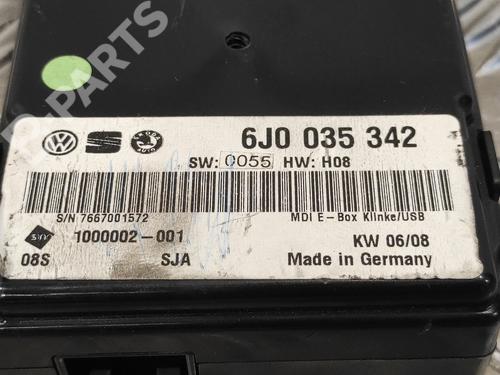 B-PARTS
6J0 035 342
SW: 0055 HW: H08
S/N 7667001572
MDI E-Box Klinke/USB
1000002-001
KW 06/08
08S
SJA
Made in Germany